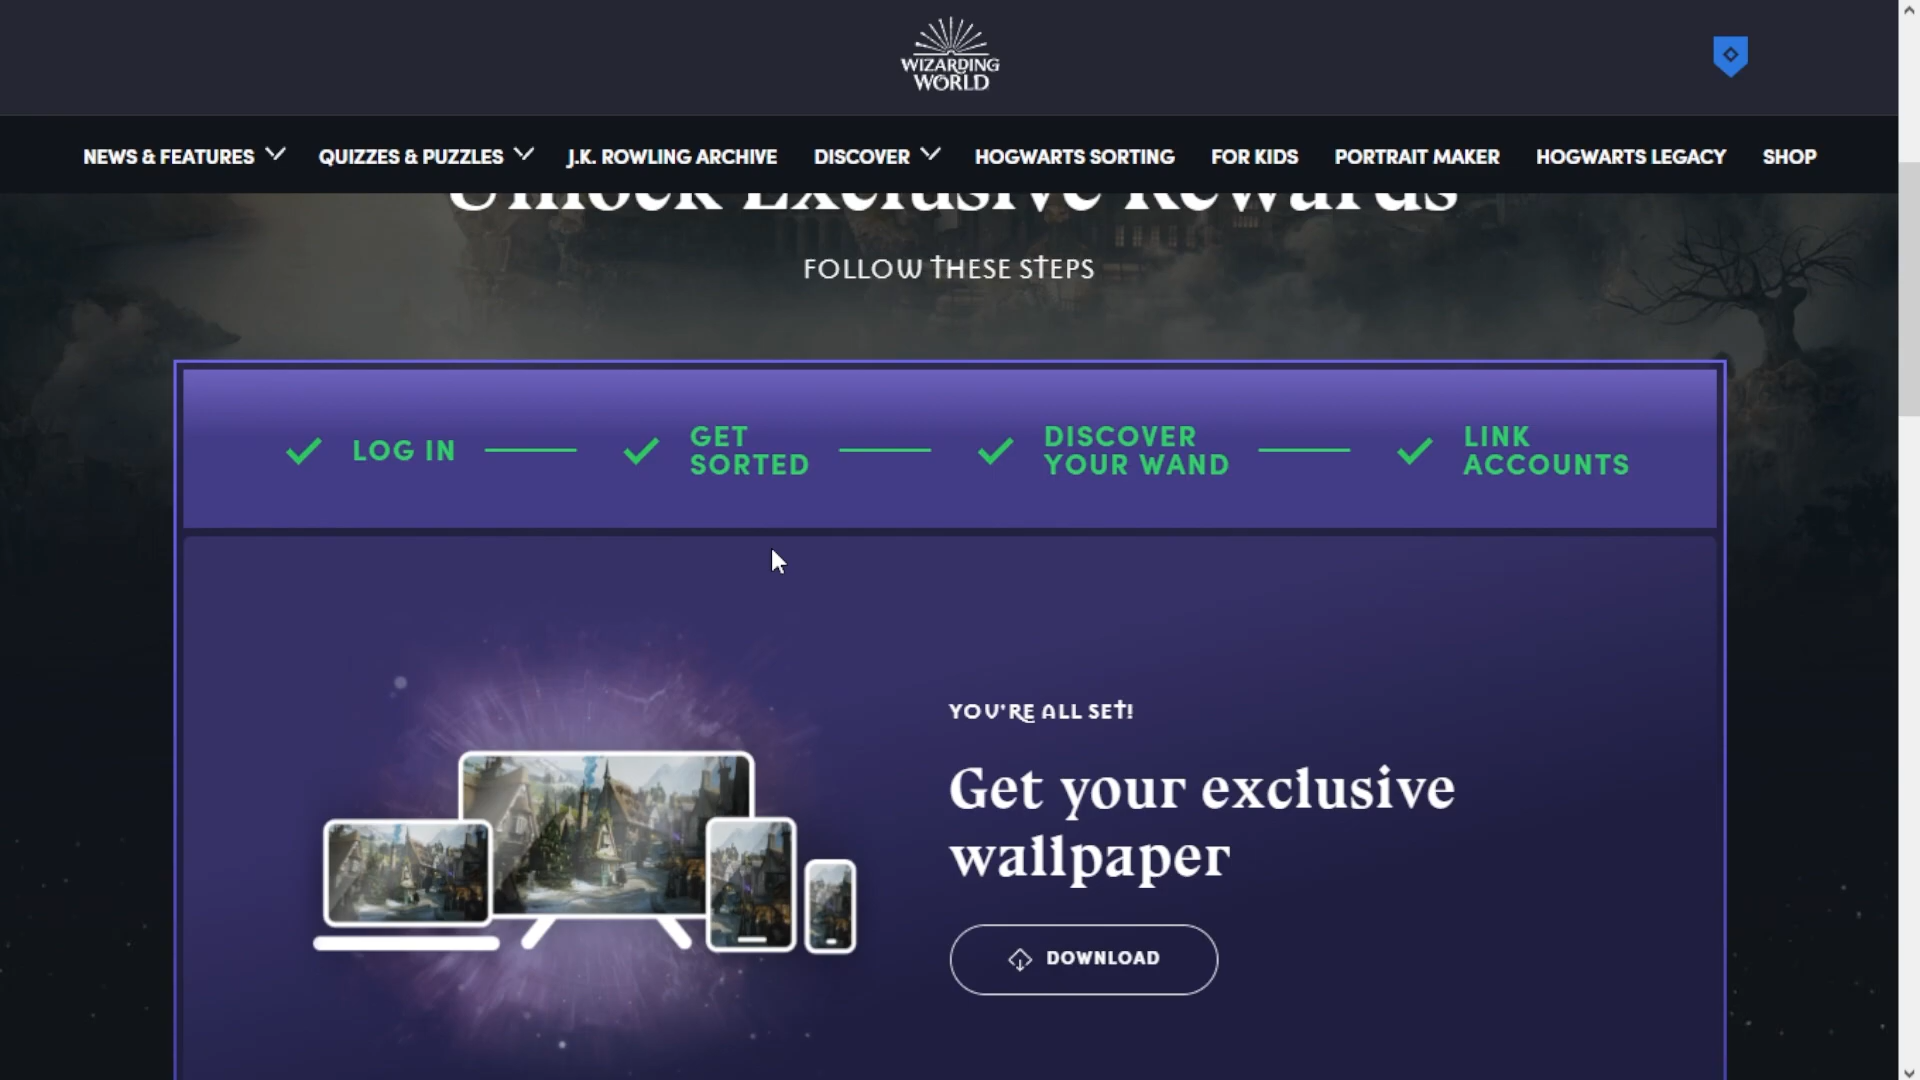 WIZARDING
WORLD
NEWS & FEATURES QUIZZES & PUZZLES J.K. ROWLING ARCHIVE DISCOVER HOGWARTS SORTING FOR KIDS PORTRAIT MAKER HOGWARTS LEGACY SHOP
Unlock Exclusive Rewards
FOLLOW THESE STEPS
LOG IN
GET
SORTED
DISCOVER
YOUR WAND
LINK
ACCOUNTS
YOU'RE ALL SET!
Get your exclusive
wallpaper
DOWNLOAD